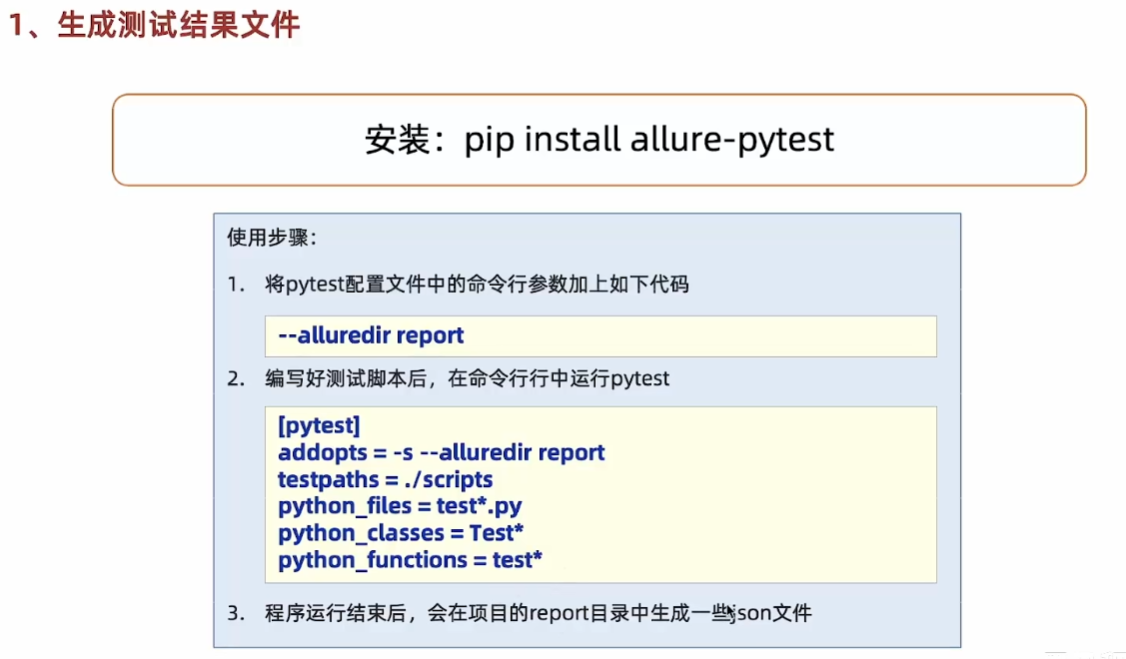 1、生成测试结果文件
安装：pip install allure-pytest
使用步骤：
1. 将pytest配置文件中的命令行参数加上如下代码
--alluredir report
2. 编写好测试脚本后，在命令行行中运行pytest
[pytest]
addopts = -s --alluredir report
testpaths = ./scripts
python_files = test*.py
python_classes = Test*
python_functions = test*
3. 程序运行结束后，会在项目的report目录中生成一些json文件